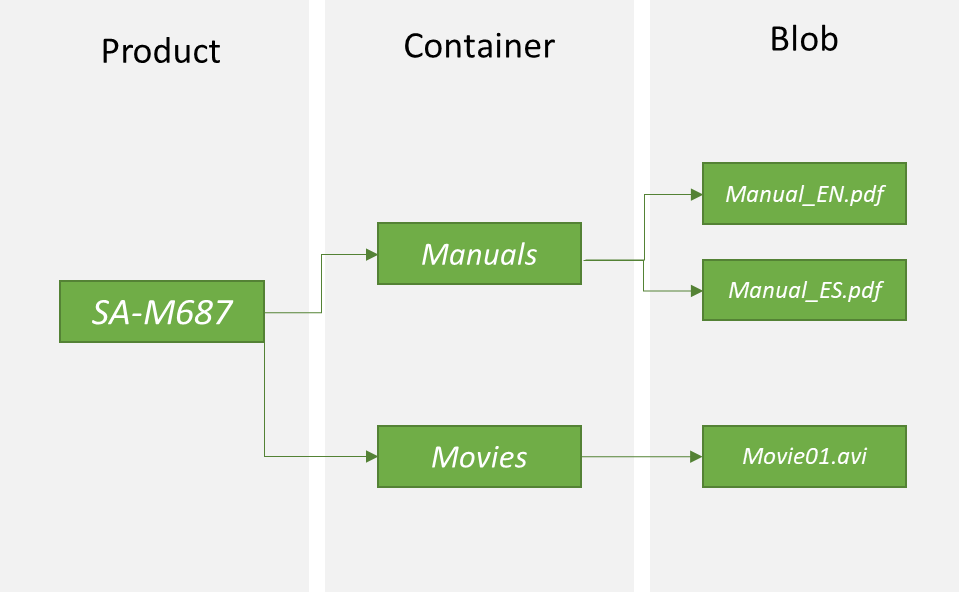 Product
Container
Blob
SA-M687
Manuals
Movies
Manual_EN.pdf
Manual_ES.pdf
Movie01.avi